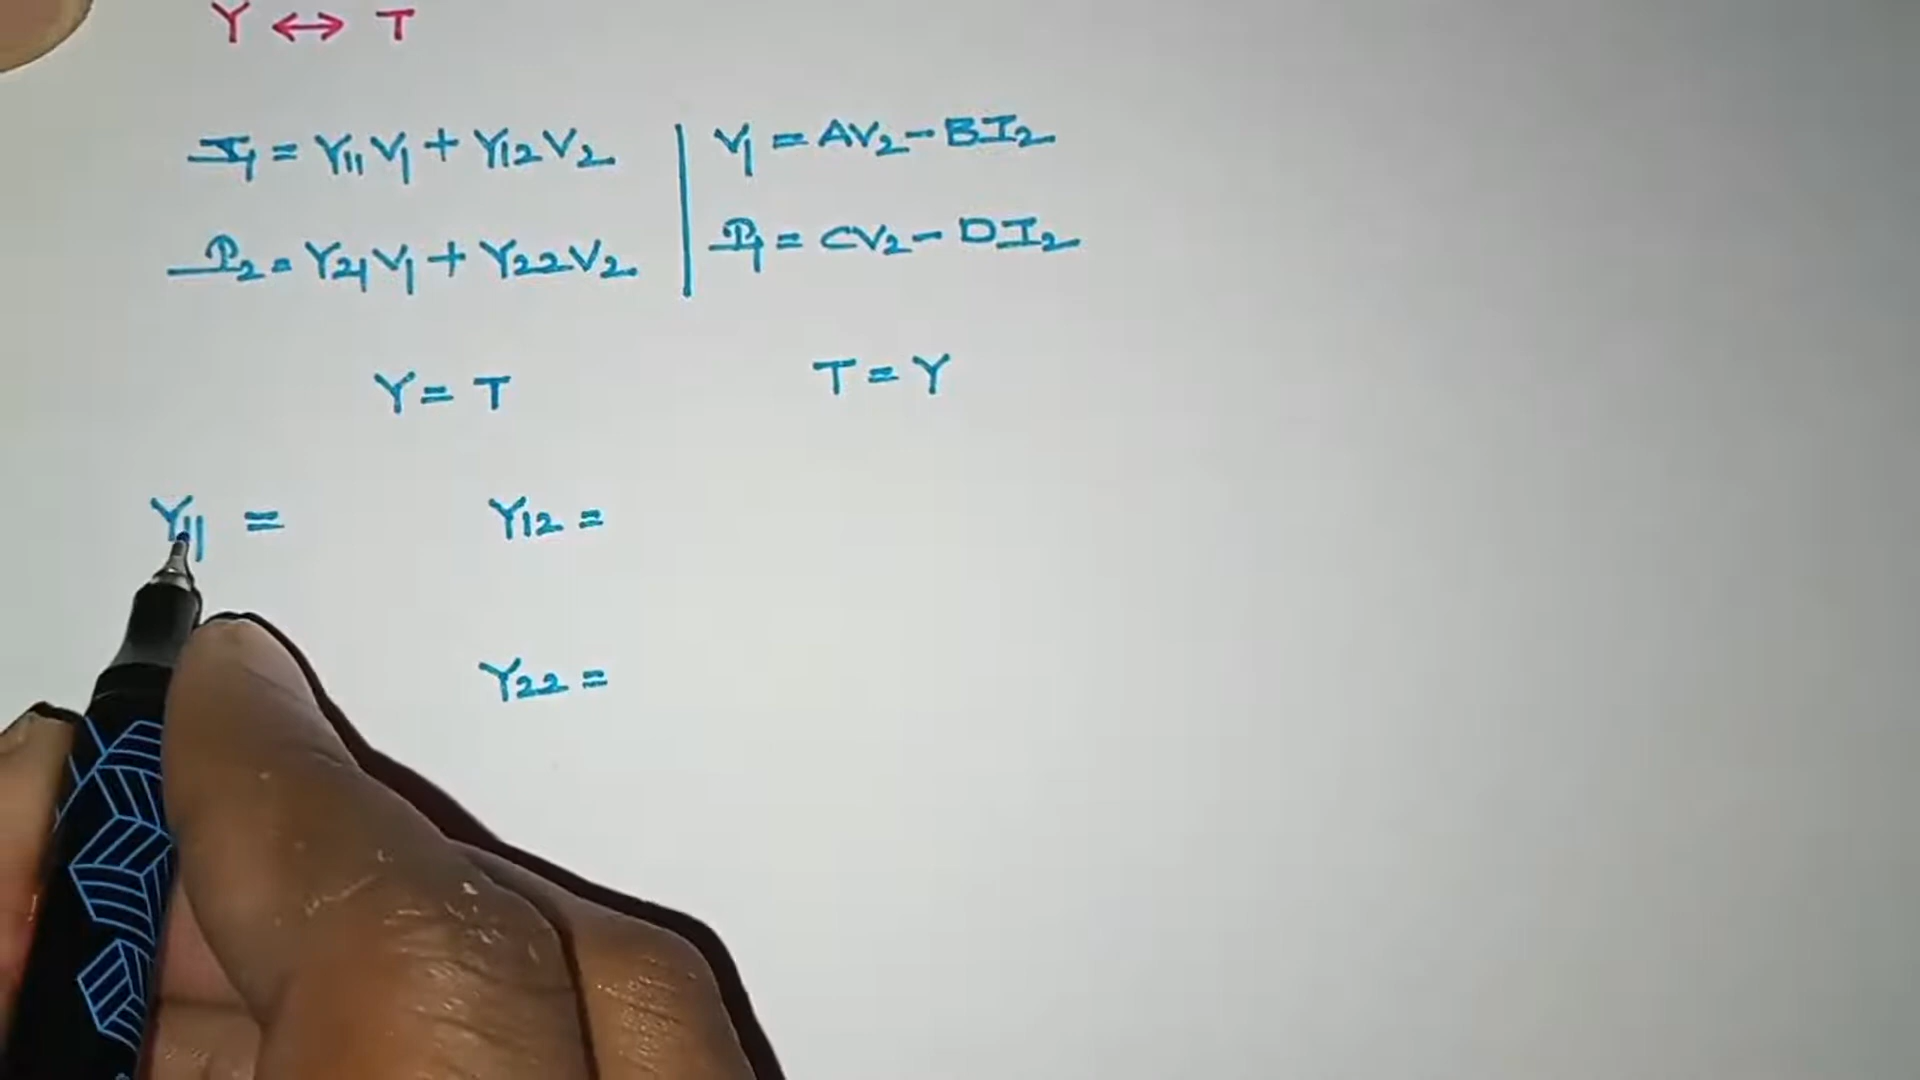 Y ↔ T
I1 = Y11 V1 + Y12 V2 | V1 = AV2 - BI2
I2 = Y21 V1 + Y22 V2 | I1 = CV2 - DI2
Y = T T = Y
Y11 = Y12 =
Y22 =